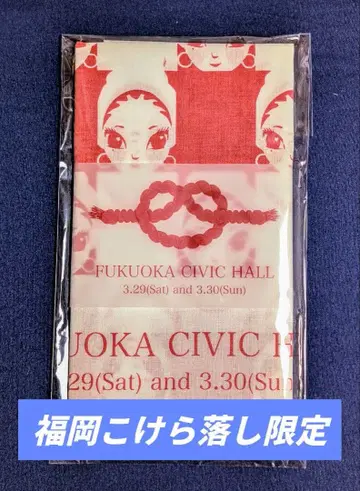 FUKUOKA CIVIC HALL
3.29(Sat) and 3.30(Sun)
UOKA CIVIC H
.29(Sat) and 3.30(Sun
福岡こけら落し限定